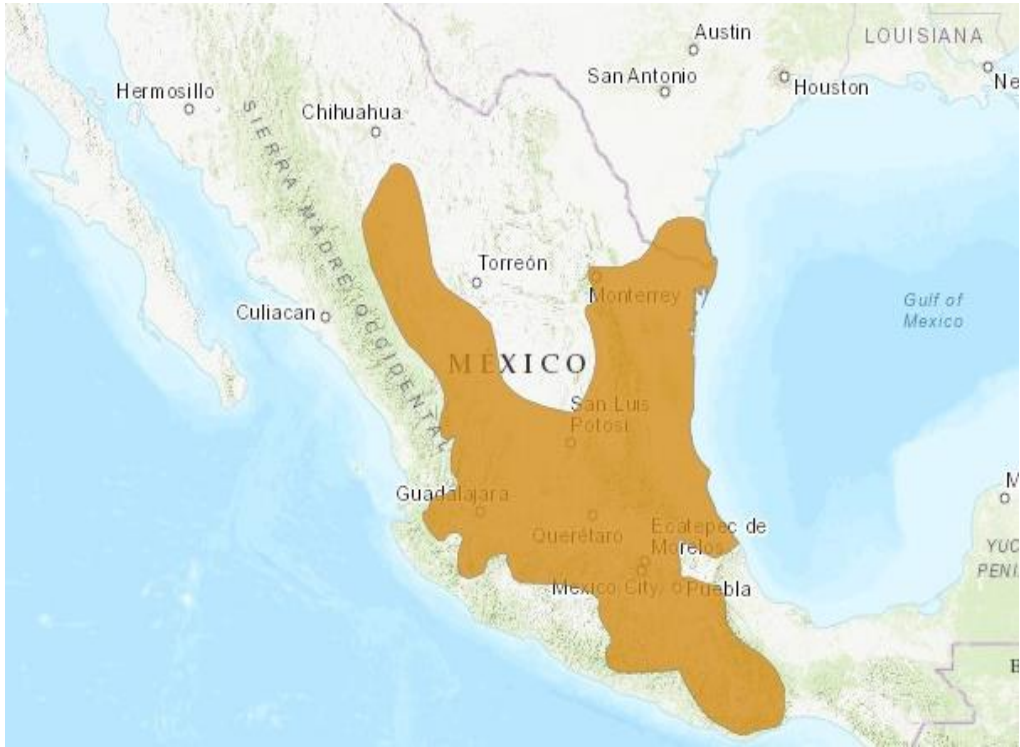 Austin
LOUISIANA
San Antonio
Houston
Ne
Hermosillo
Chihuahua
SIERRA MADRE OCCIDENTAL
Torreón
Monterrey
Culiacan
Gulf of
Mexico
MÉXICO
San Luis
Potosí
Guadalajara
M
Querétaro
Ecatepec de
Morelos
YUC
PENI
Mexico City
Puebla
B